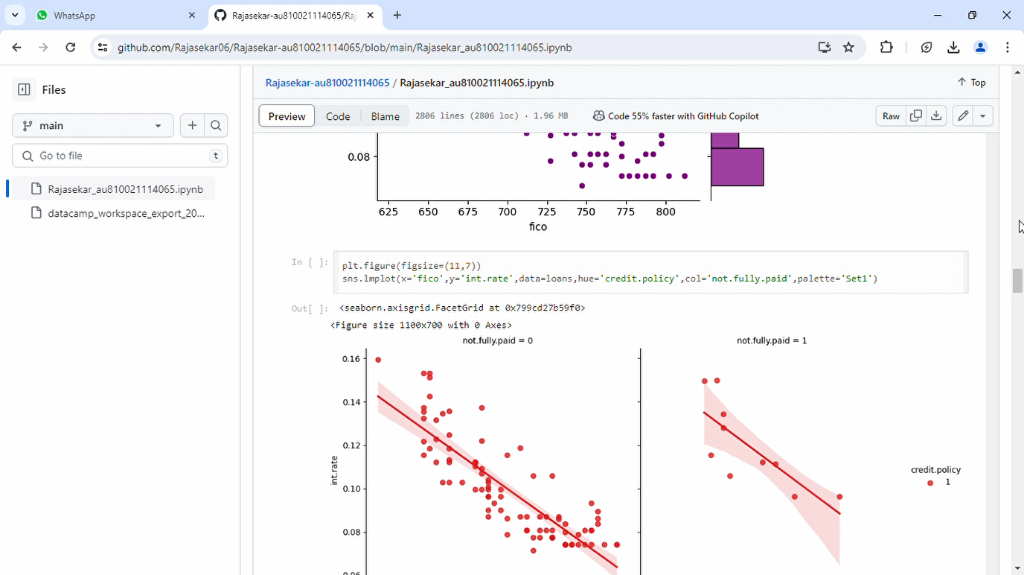 WhatsApp
Rajasekar-au810021114065/Raj
github.com/Rajasekar06/Rajasekar-au810021114065/blob/main/Rajasekar_au810021114065.ipynb
Files
main
Go to file
t
Rajasekar_au810021114065.ipynb
datacamp_workspace_export_20...
Rajasekar-au810021114065 / Rajasekar_au810021114065.ipynb
Top
Preview
Code
Blame
2806 lines (2806 loc) · 1.96 MB
Code 55% faster with GitHub Copilot
Raw
0.08
625 650 675 700 725 750 775 800
fico
In [ ]:
plt.figure(figsize=(11,7))
sns.lmplot(x='fico',y='int.rate',data=loans,hue='credit.policy',col='not.fully.paid',palette='Set1')
Out[ ]:
<seaborn.axisgrid.FacetGrid at 0x799cd27b59f0>
<Figure size 1100x700 with 0 Axes>
not.fully.paid = 0
not.fully.paid = 1
0.16
0.14
0.12
0.10
0.08
0.06
int.rate
credit.policy
1